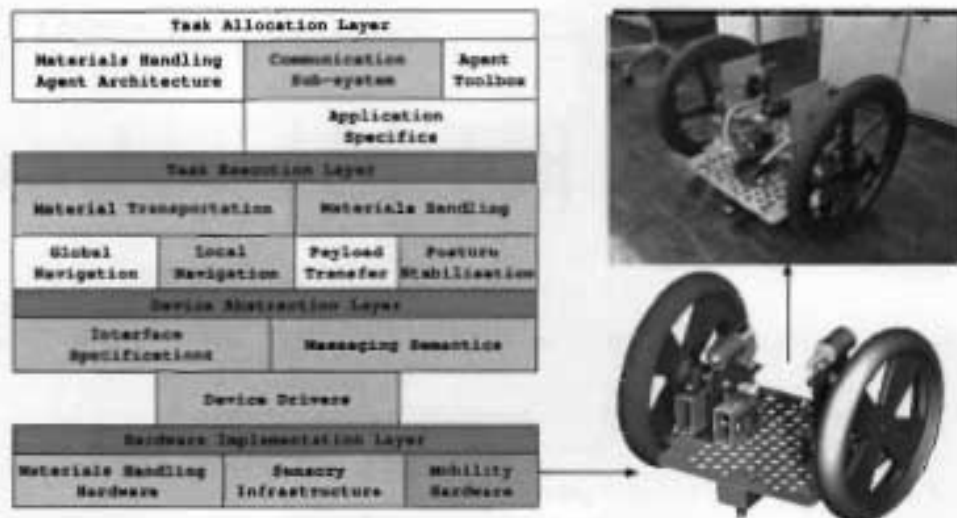 Task Allocation Layer
Materials Handling
Agent Architecture
Communication
Sub-system
Agent
Toolbox
Application
Specifics
Task Execution Layer
Material Transportation
Materials Handling
Global
Navigation
Local
Navigation
Payload
Transfer
Posture
Stabilisation
Device Abstraction Layer
Interface
Specifications
Messaging Semantics
Device Drivers
Hardware Implementation Layer
Materials Handling
Hardware
Sensory
Infrastructure
Mobility
Hardware